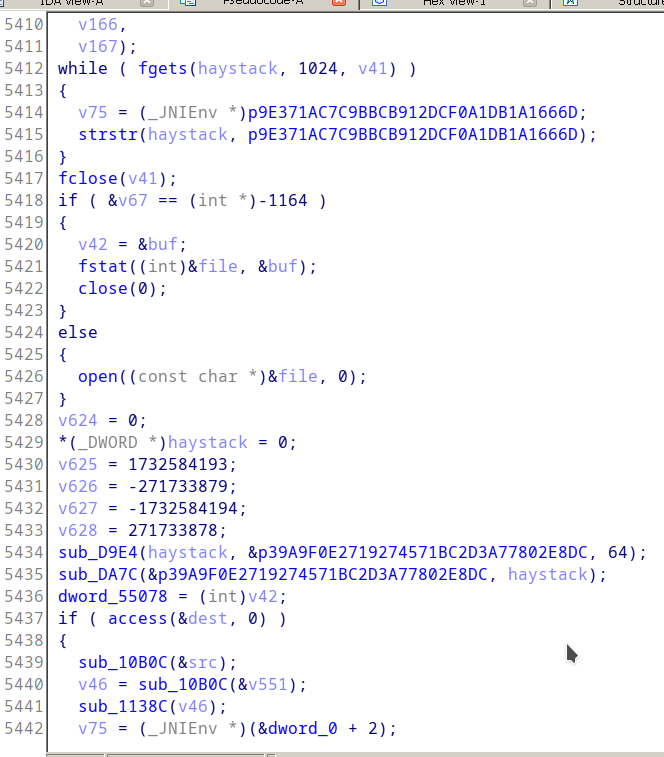 IDA View-A Pseudocode-A Hex View-1 Structure
5410 v166,
5411 v167);
5412 while ( fgets(haystack, 1024, v41) )
5413 {
5414 v75 = (_JNIEnv *)p9E371AC7C9BBCB912DCF0A1DB1A1666D;
5415 strstr(haystack, p9E371AC7C9BBCB912DCF0A1DB1A1666D);
5416 }
5417 fclose(v41);
5418 if ( &v67 == (int *)-1164 )
5419 {
5420 v42 = &buf;
5421 fstat((int)&file, &buf);
5422 close(0);
5423 }
5424 else
5425 {
5426 open((const char *)&file, 0);
5427 }
5428 v624 = 0;
5429 *(_DWORD *)haystack = 0;
5430 v625 = 1732584193;
5431 v626 = -271733879;
5432 v627 = -1732584194;
5433 v628 = 271733878;
5434 sub_D9E4(haystack, &p39A9F0E2719274571BC2D3A77802E8DC, 64);
5435 sub_DA7C(&p39A9F0E2719274571BC2D3A77802E8DC, haystack);
5436 dword_55078 = (int)v42;
5437 if ( access(&dest, 0) )
5438 {
5439 sub_10B0C(&src);
5440 v46 = sub_10B0C(&v551);
5441 sub_1138C(v46);
5442 v75 = (_JNIEnv *)(&dword_0 + 2);